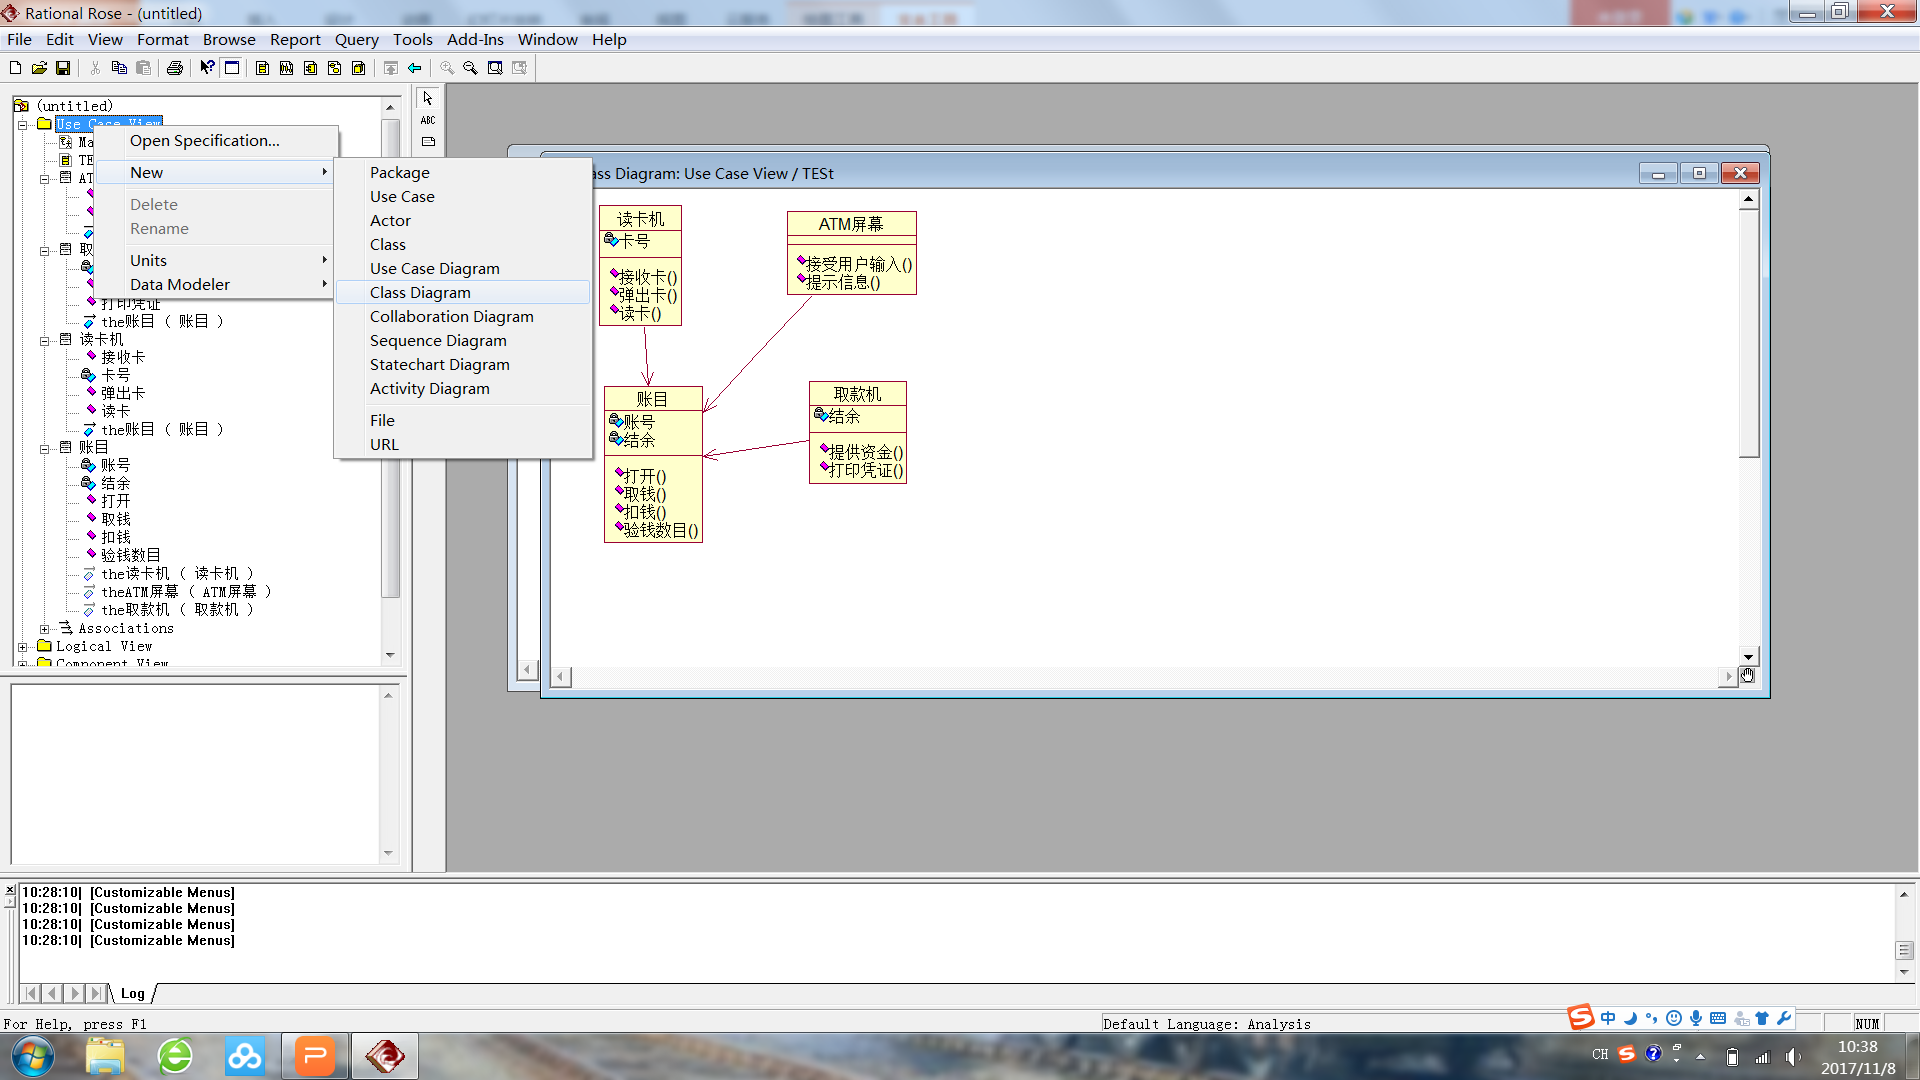 Rational Rose - (untitled)
File Edit View Format Browse Report Query Tools Add-Ins Window Help
(untitled)
Use Case View
Ma
TE
AT
取
打印凭证
the账目 ( 账目 )
读卡机
接收卡
卡号
弹出卡
读卡
the账目 ( 账目 )
账目
账号
结余
打开
取钱
扣钱
验钱数目
the读卡机 ( 读卡机 )
theATM屏幕 ( ATM屏幕 )
the取款机 ( 取款机 )
Associations
Logical View
Component View
Open Specification...
New
Delete
Rename
Units
Data Modeler
Package
Use Case
Actor
Class
Use Case Diagram
Class Diagram
Collaboration Diagram
Sequence Diagram
Statechart Diagram
Activity Diagram
File
URL
ABC
ass Diagram: Use Case View / TESt
读卡机
卡号
接收卡()
弹出卡()
读卡()
ATM屏幕
接受用户输入()
提示信息()
账目
账号
结余
打开()
取钱()
扣钱()
验钱数目()
取款机
结余
提供资金()
打印凭证()
10:28:10| [Customizable Menus]
10:28:10| [Customizable Menus]
10:28:10| [Customizable Menus]
10:28:10| [Customizable Menus]
Log
For Help, press F1
Default Language: Analysis
中
NUM
CH
10:38
2017/11/8